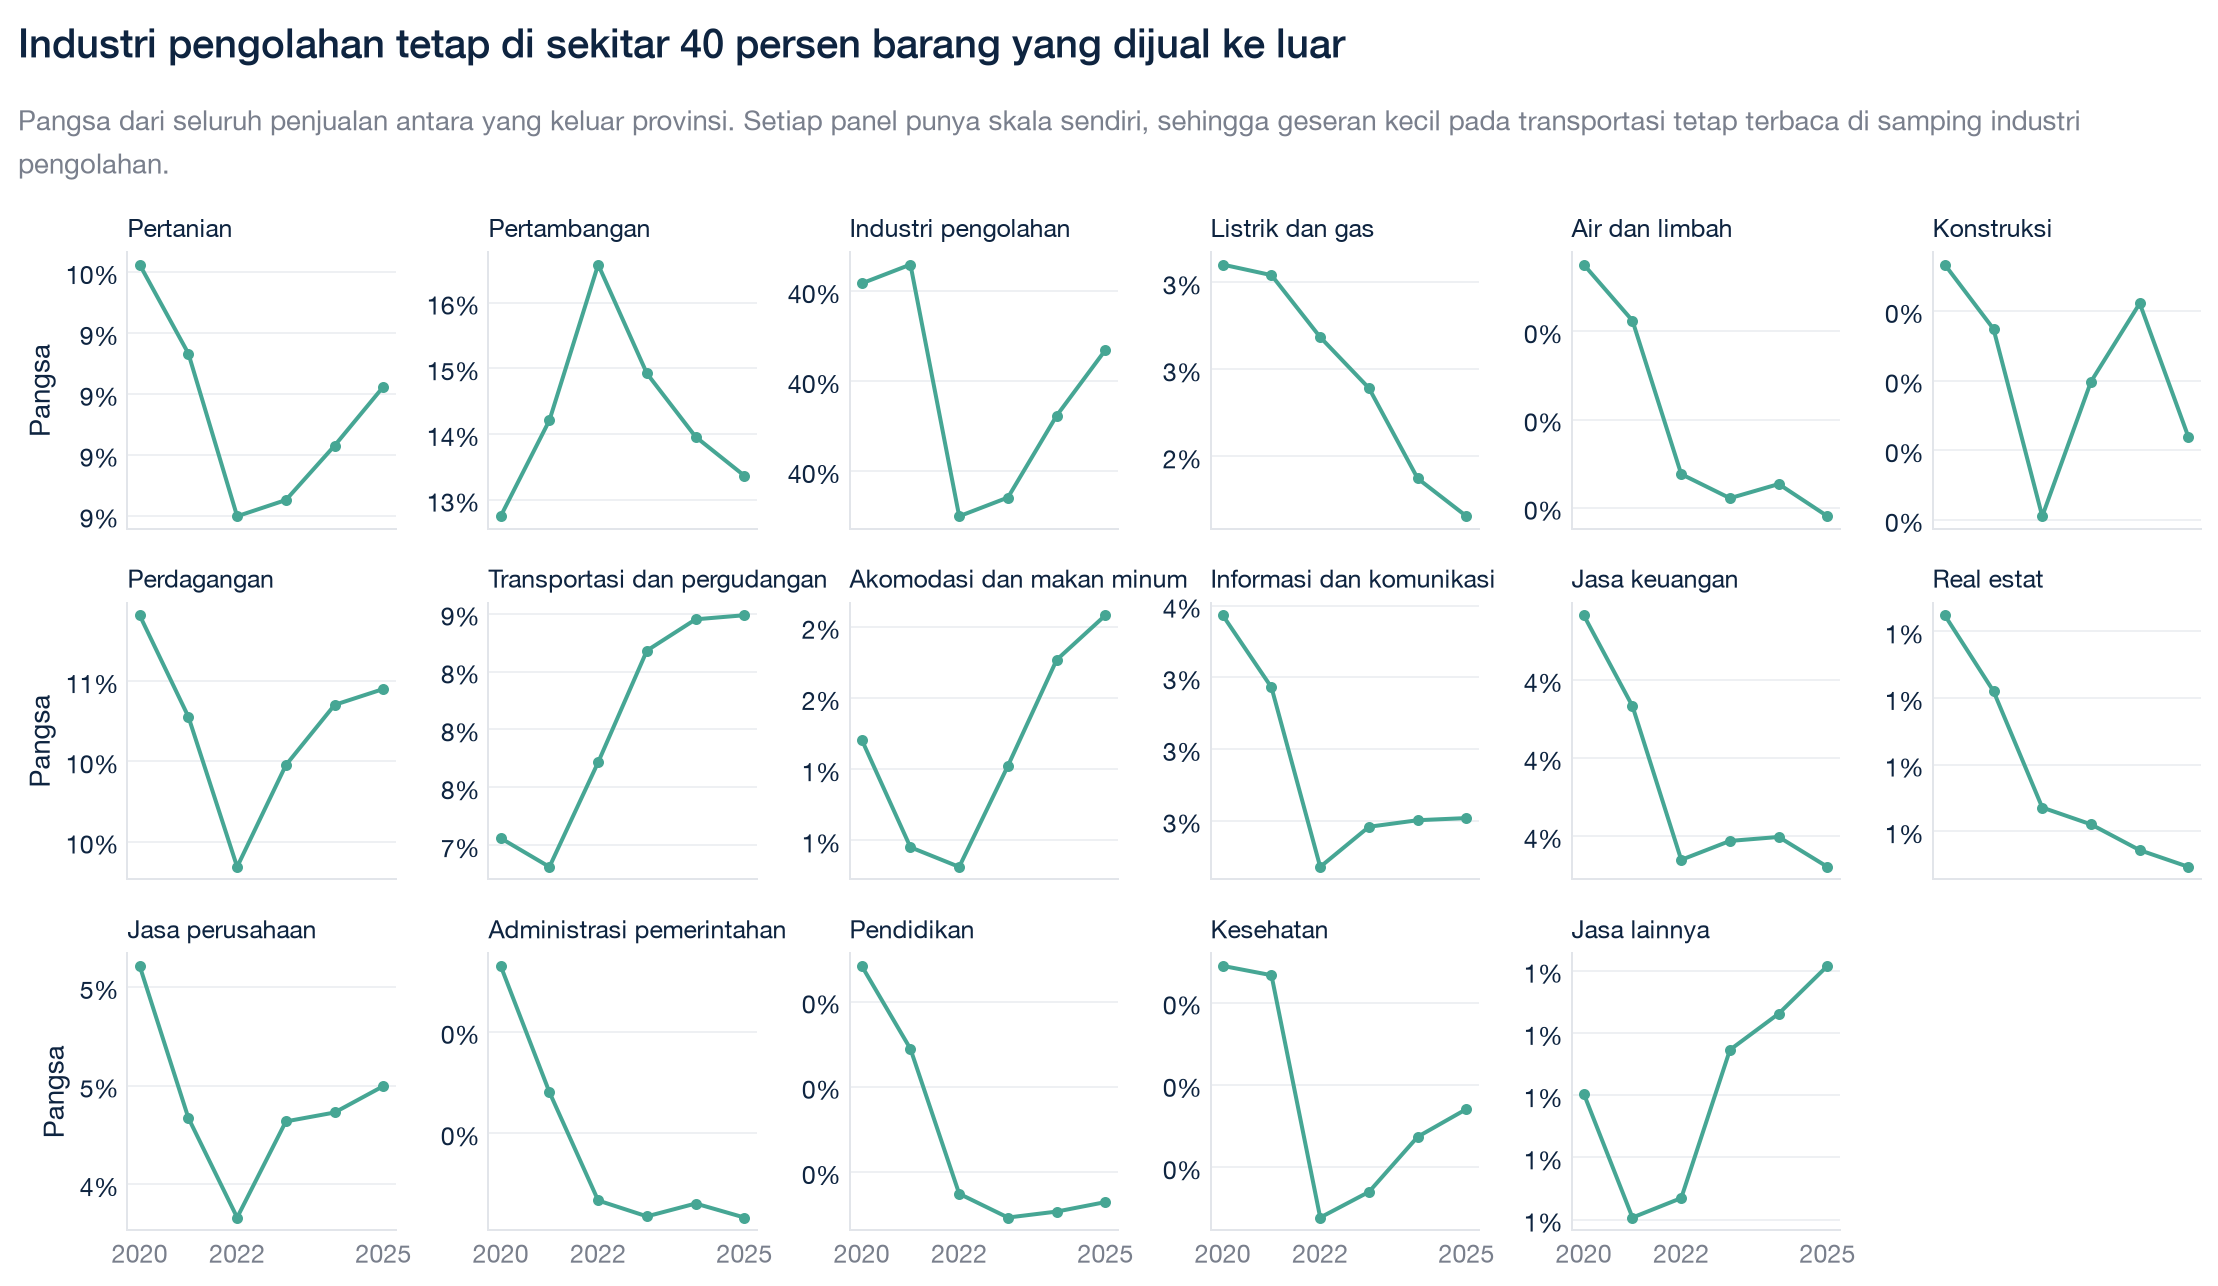 Industri pengolahan tetap di sekitar 40 persen barang yang dijual ke luar
Pangsa dari seluruh penjualan antara yang keluar provinsi. Setiap panel punya skala sendiri, sehingga geseran kecil pada transportasi tetap terbaca di samping industri
pengolahan.
Pertanian
Pangsa
10%
9%
9%
9%
9%
Pertambangan
16%
15%
14%
13%
Industri pengolahan
40%
40%
40%
Listrik dan gas
3%
3%
2%
Air dan limbah
0%
0%
0%
Konstruksi
0%
0%
0%
0%
Perdagangan
Pangsa
11%
10%
10%
Transportasi dan pergudangan
9%
8%
8%
8%
7%
Akomodasi dan makan minum
2%
2%
1%
1%
Informasi dan komunikasi
4%
3%
3%
3%
Jasa keuangan
4%
4%
4%
Real estat
1%
1%
1%
1%
Jasa perusahaan
Pangsa
5%
5%
4%
2020 2022 2025
Administrasi pemerintahan
0%
0%
2020 2022 2025
Pendidikan
0%
0%
0%
2020 2022 2025
Kesehatan
0%
0%
0%
2020 2022 2025
Jasa lainnya
1%
1%
1%
1%
1%
2020 2022 2025